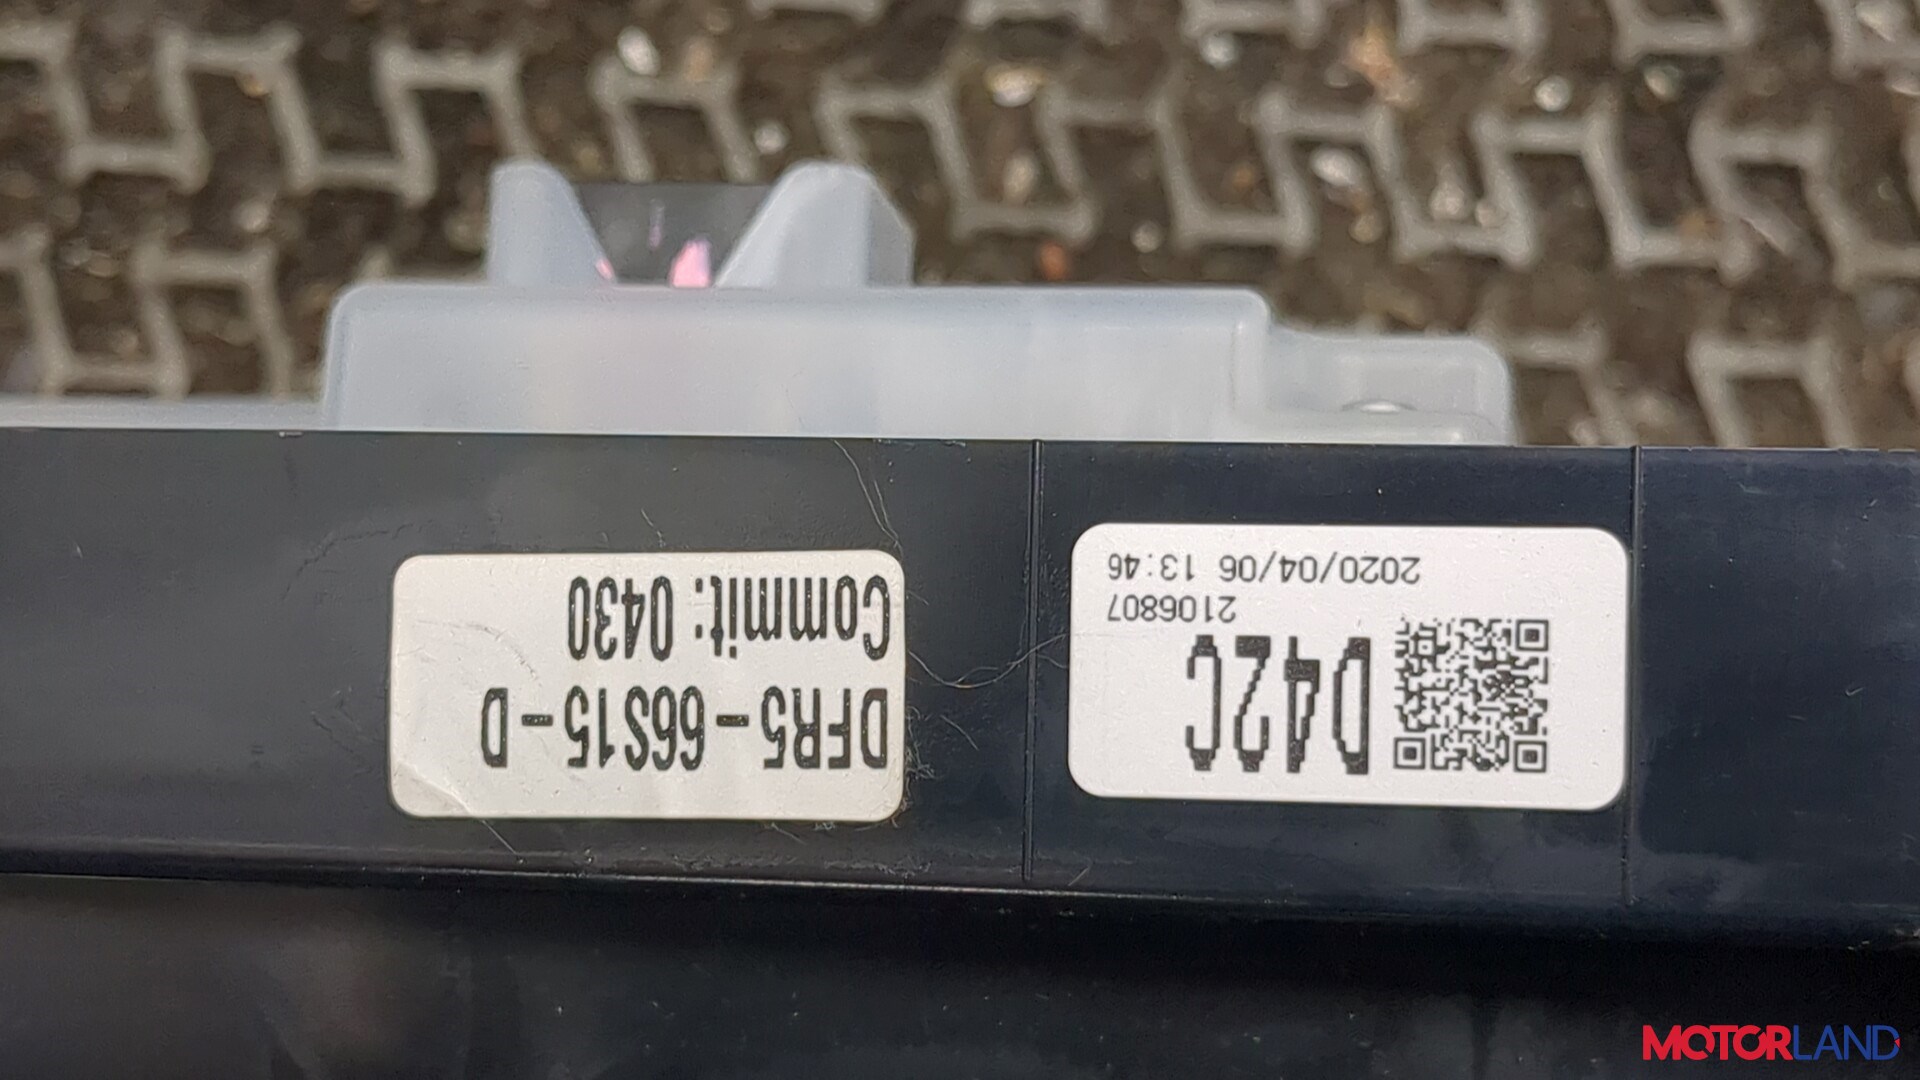 DFR5-66S15-D
Commit: 0430
D42C
2106807
2020/04/06 13:46
MOTORLAND